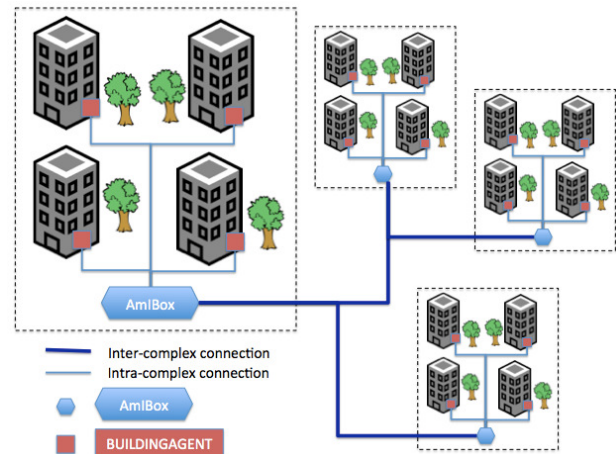 AmIBox
Inter-complex connection
Intra-complex connection
AmIBox
BUILDINGAGENT